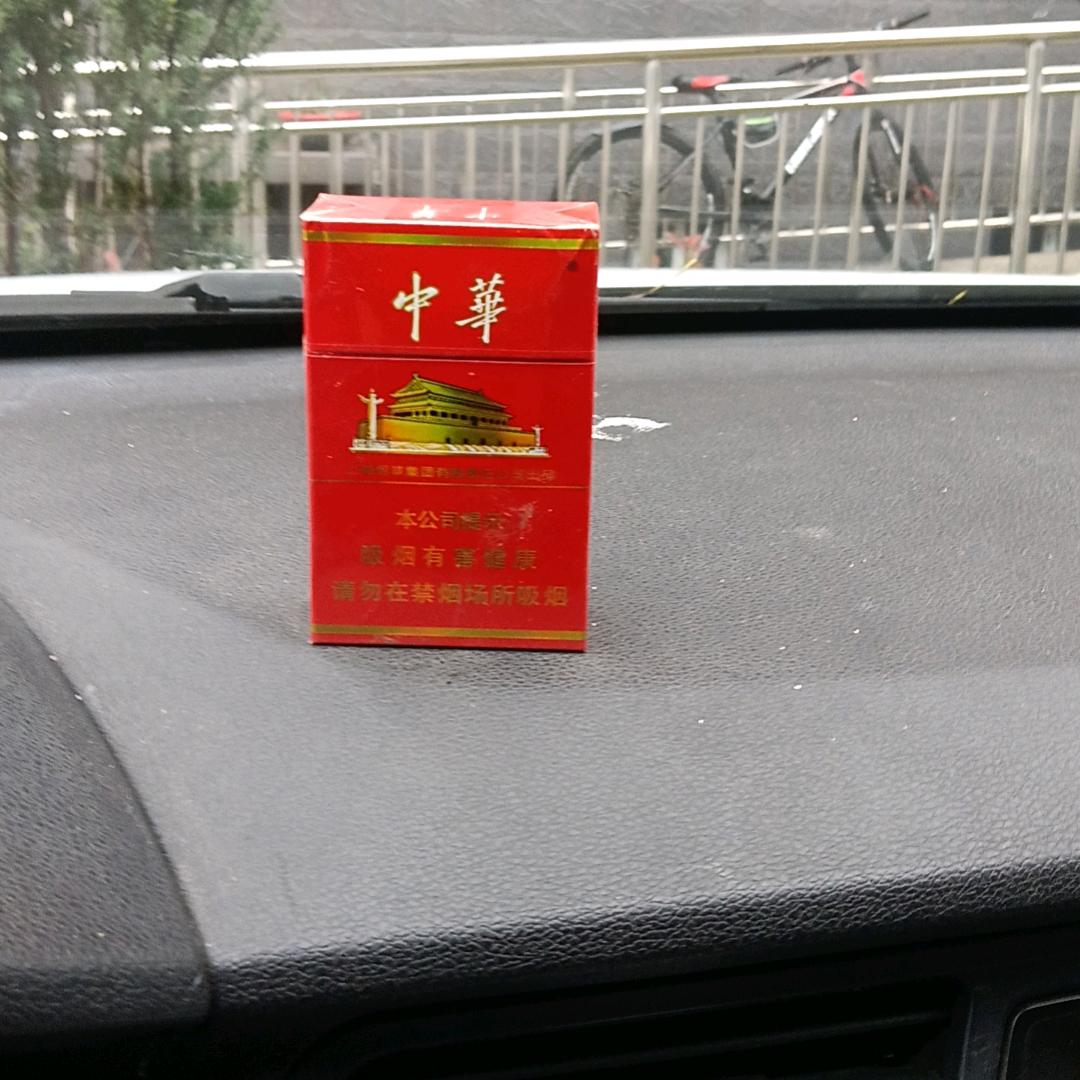 中華
本公司提示
吸烟有害健康
请勿在禁烟场所吸烟